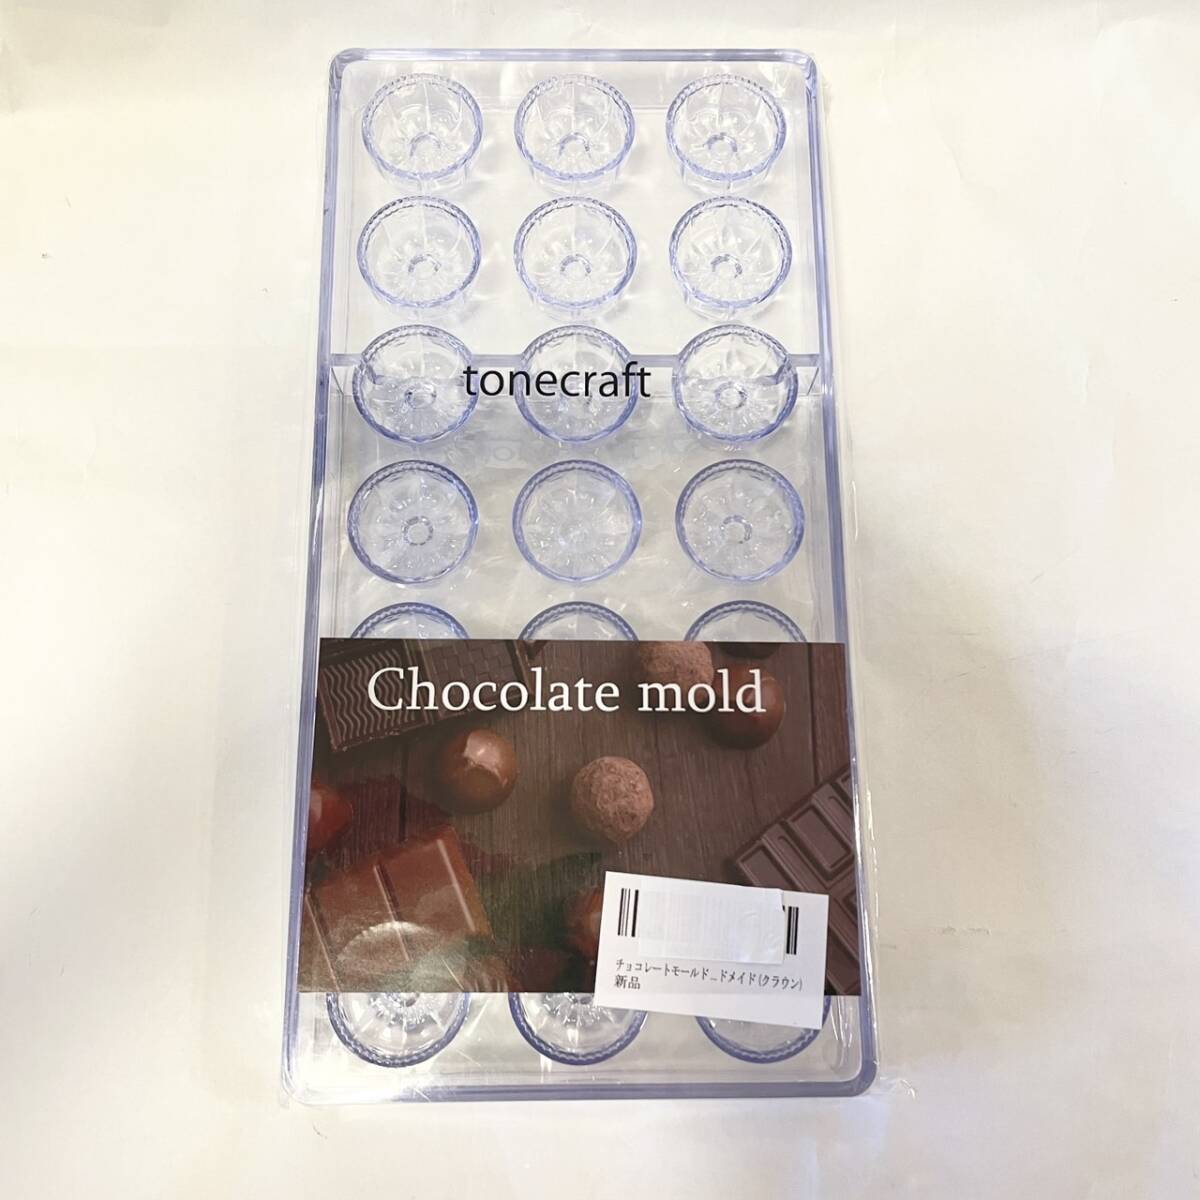 tonecraft
Chocolate mold
チョコレートモールド...ドメイド(クラウン)
新品